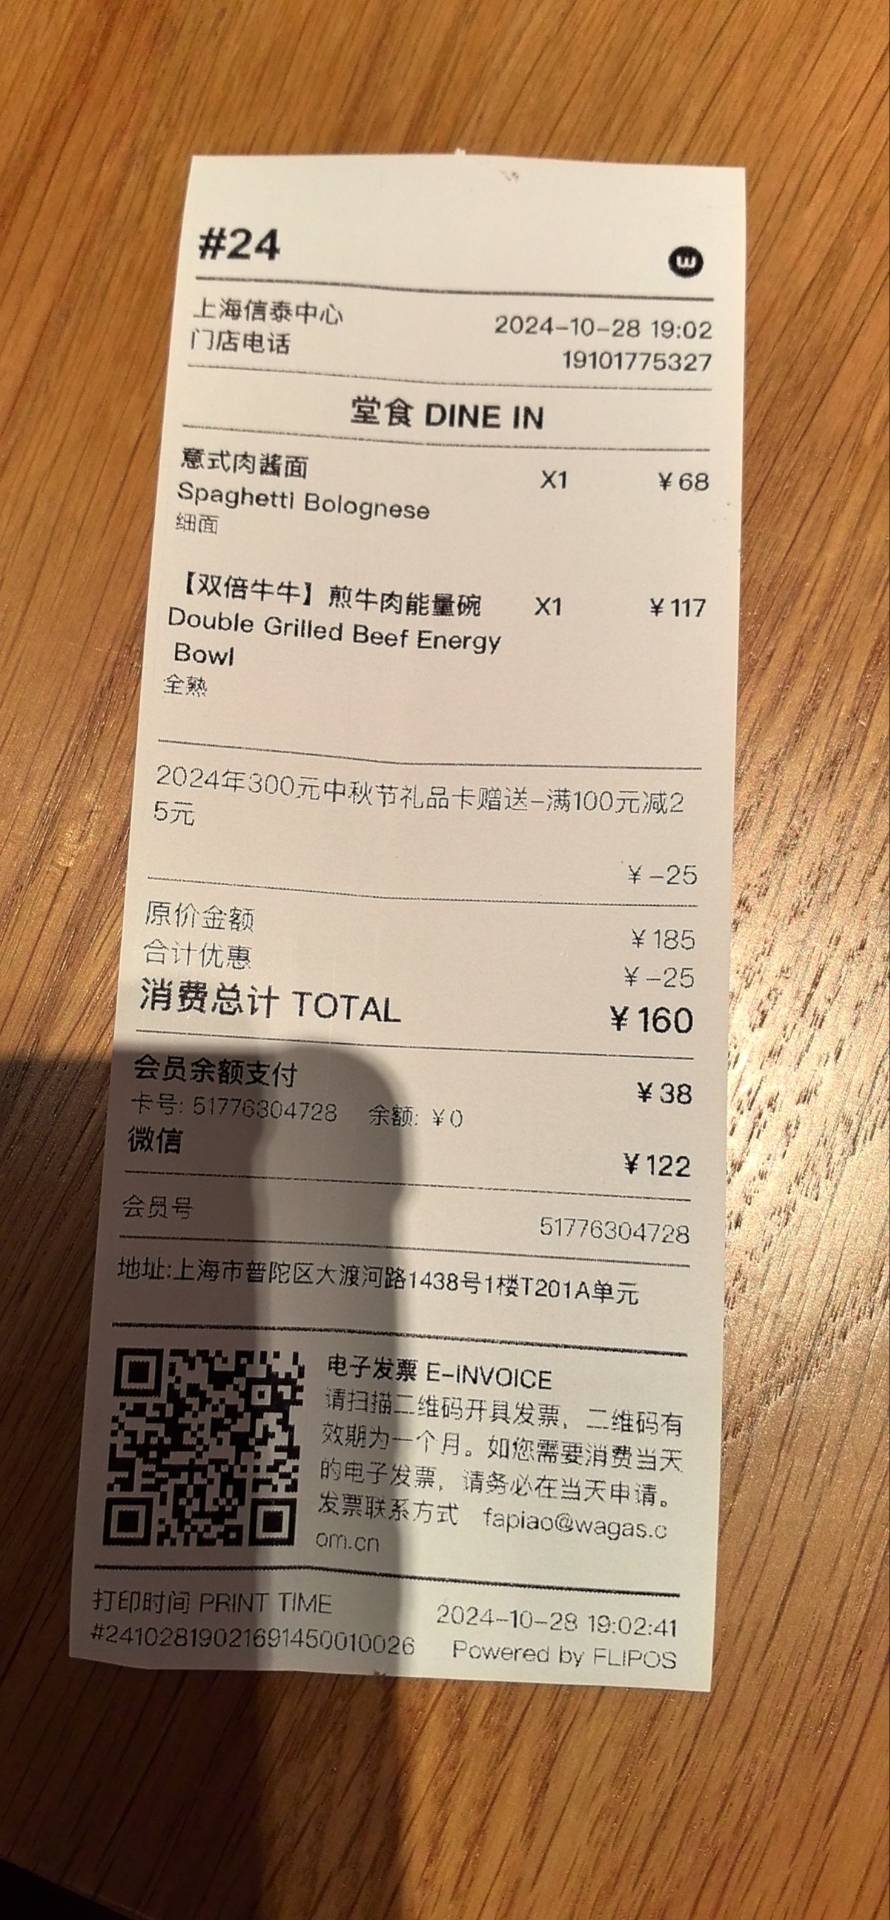 #24
上海信泰中心 2024-10-28 19:02
门店电话 19101775327
堂食 DINE IN
意式肉酱面 X1 ¥68
Spaghetti Bolognese
细面
【双倍牛牛】煎牛肉能量碗 X1 ¥117
Double Grilled Beef Energy
Bowl
全熟
2024年300元中秋节礼品卡赠送-满100元减2
5元
¥-25
原价金额 ¥185
合计优惠 ¥-25
消费总计 TOTAL ¥160
会员余额支付 ¥38
卡号: 51776304728 余额: ¥0
微信 ¥122
会员号 51776304728
地址:上海市普陀区大渡河路1438号1楼T201A单元
电子发票 E-INVOICE
请扫描二维码开具发票，二维码有
效期为一个月。如您需要消费当天
的电子发票，请务必在当天申请。
发票联系方式 fapiao@wagas.c
om.cn
打印时间 PRINT TIME 2024-10-28 19:02:41
#24102819021691450010026 Powered by FLIPOS